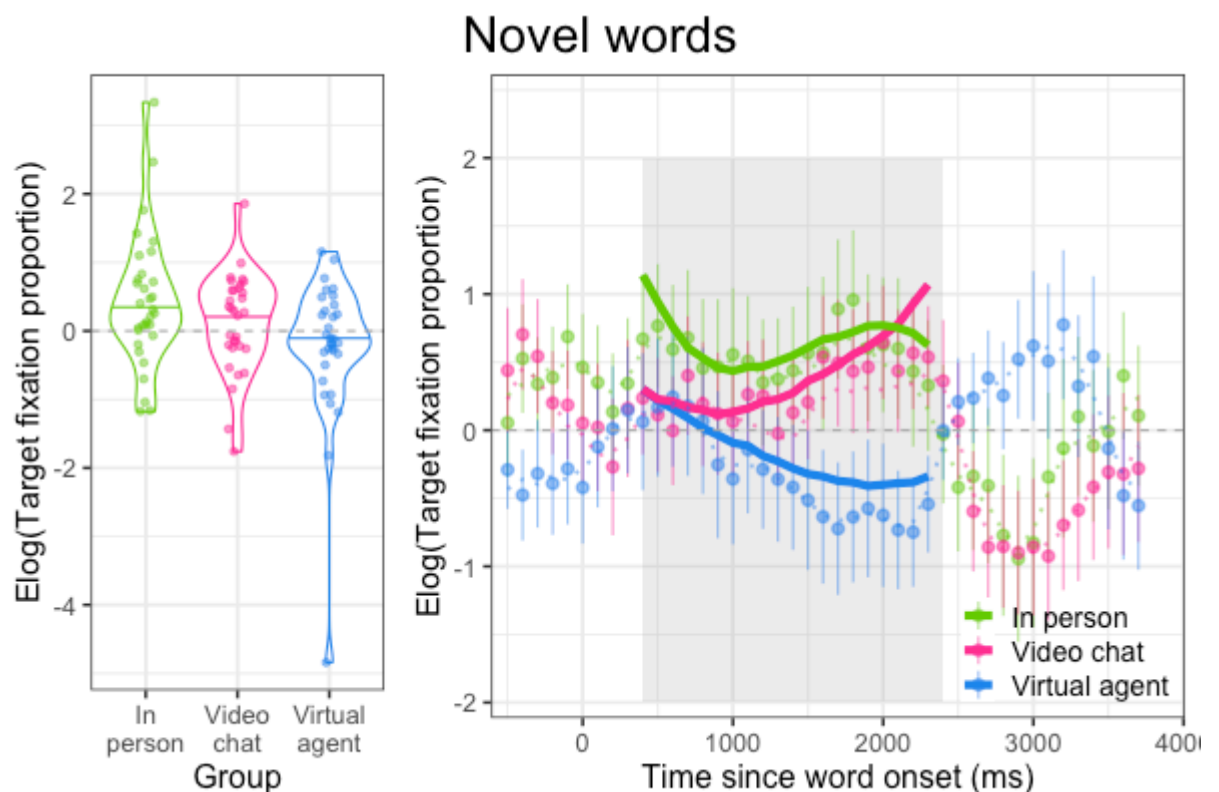 Novel words
Elog(Target fixation proportion)
2
0
-2
-4
In person
Video chat
Virtual agent
Group
Elog(Target fixation proportion)
2
1
0
-1
-2
In person
Video chat
Virtual agent
0
1000
2000
3000
400
Time since word onset (ms)